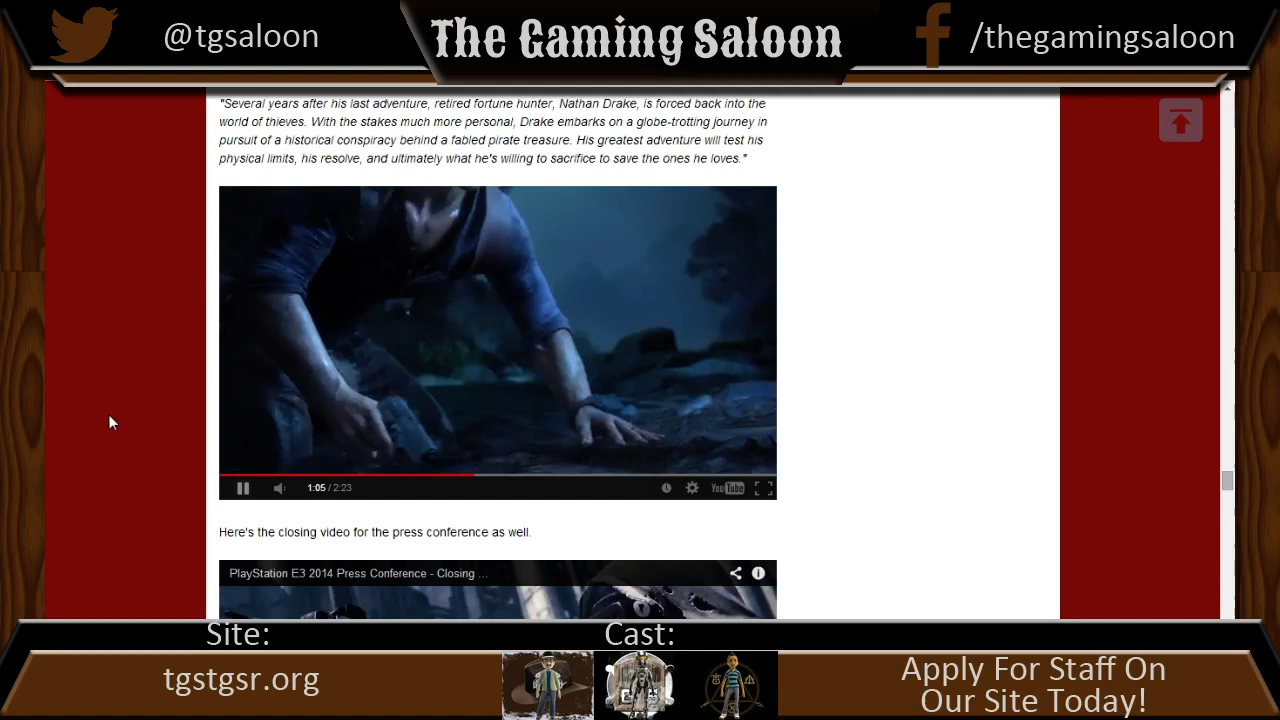 @tgsaloon
The Gaming Saloon
/thegamingsaloon
"Several years after his last adventure, retired fortune hunter, Nathan Drake, is forced back into the
world of thieves. With the stakes much more personal, Drake embarks on a globe-trotting journey in
pursuit of a historical conspiracy behind a fabled pirate treasure. His greatest adventure will test his
physical limits, his resolve, and ultimately what he's willing to sacrifice to save the ones he loves."
1:05 / 2:23
YouTube
Here's the closing video for the press conference as well.
PlayStation E3 2014 Press Conference - Closing ...
Site:
Cast:
tgstgsr.org
Apply For Staff On
Our Site Today!